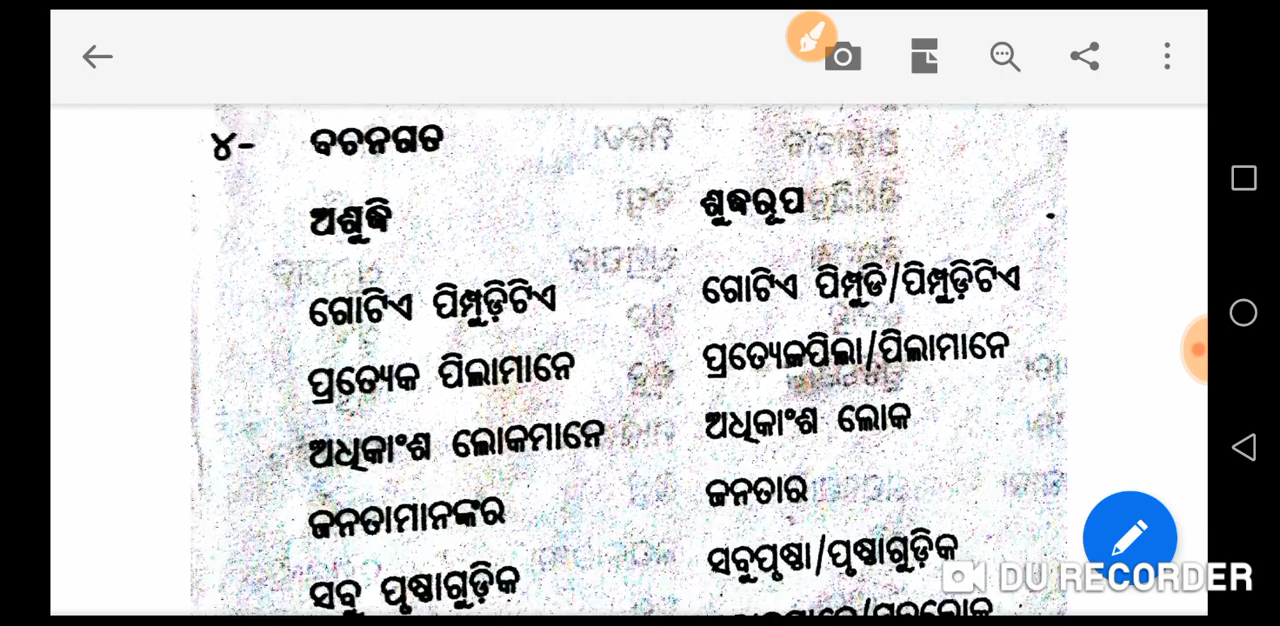 ୪- ବଚନଗତ
ଅଶୁଦ୍ଧି ଶୁଦ୍ଧରୂପ
ଗୋଟିଏ ପିମ୍ପୁଡ଼ିଟିଏ ଗୋଟିଏ ପିମ୍ପୁଡି/ପିମ୍ପୁଡ଼ିଟିଏ
ପ୍ରତ୍ୟେକ ପିଲାମାନେ ପ୍ରତ୍ୟେକପିଲା/ପିଲାମାନେ
ଅଧିକାଂଶ ଲୋକମାନେ ଅଧିକାଂଶ ଲୋକ
ଜନତାମାନଙ୍କର ଜନତାର
ସବୁ ପୃଷ୍ଠାଗୁଡ଼ିକ ସବୁପୃଷ୍ଠା/ପୃଷ୍ଠାଗୁଡ଼ିକ
DU RECORDER